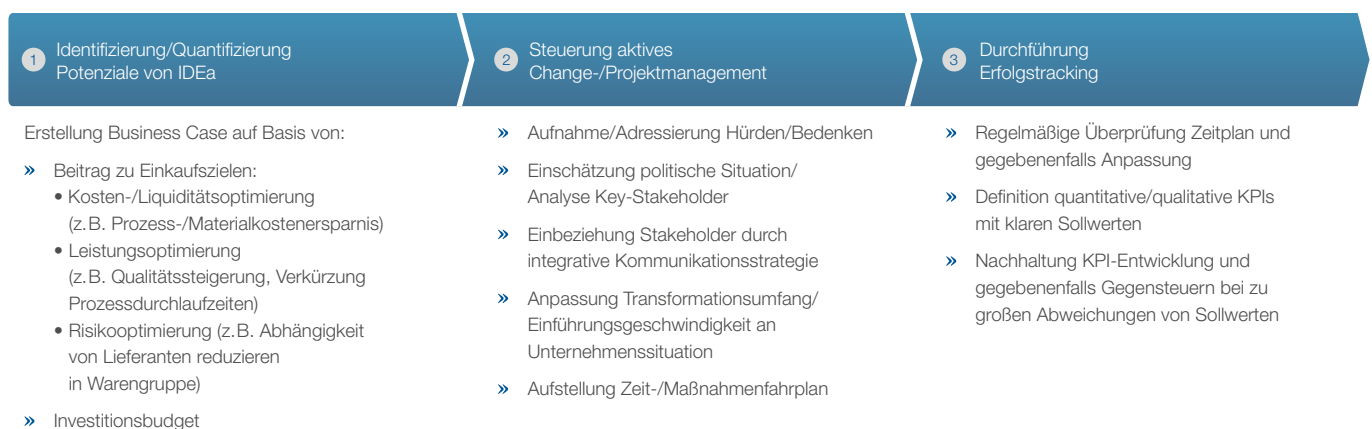 1 Identifizierung/Quantifizierung
Potenziale von IDEa
2 Steuerung aktives
Change-/Projektmanagement
3 Durchführung
Erfolgstracking
Erstellung Business Case auf Basis von:
» Beitrag zu Einkaufszielen:
• Kosten-/Liquiditätsoptimierung
(z.B. Prozess-/Materialkostenersparnis)
• Leistungsoptimierung
(z.B. Qualitätssteigerung, Verkürzung
Prozessdurchlaufzeiten)
• Risikooptimierung (z.B. Abhängigkeit
von Lieferanten reduzieren
in Warengruppe)
» Investitionsbudget
» Aufnahme/Adressierung Hürden/Bedenken
» Einschätzung politische Situation/
Analyse Key-Stakeholder
» Einbeziehung Stakeholder durch
integrative Kommunikationsstrategie
» Anpassung Transformationsumfang/
Einführungsgeschwindigkeit an
Unternehmenssituation
» Aufstellung Zeit-/Maßnahmenfahrplan
» Regelmäßige Überprüfung Zeitplan und
gegebenenfalls Anpassung
» Definition quantitative/qualitative KPIs
mit klaren Sollwerten
» Nachhaltung KPI-Entwicklung und
gegebenenfalls Gegensteuern bei zu
großen Abweichungen von Sollwerten